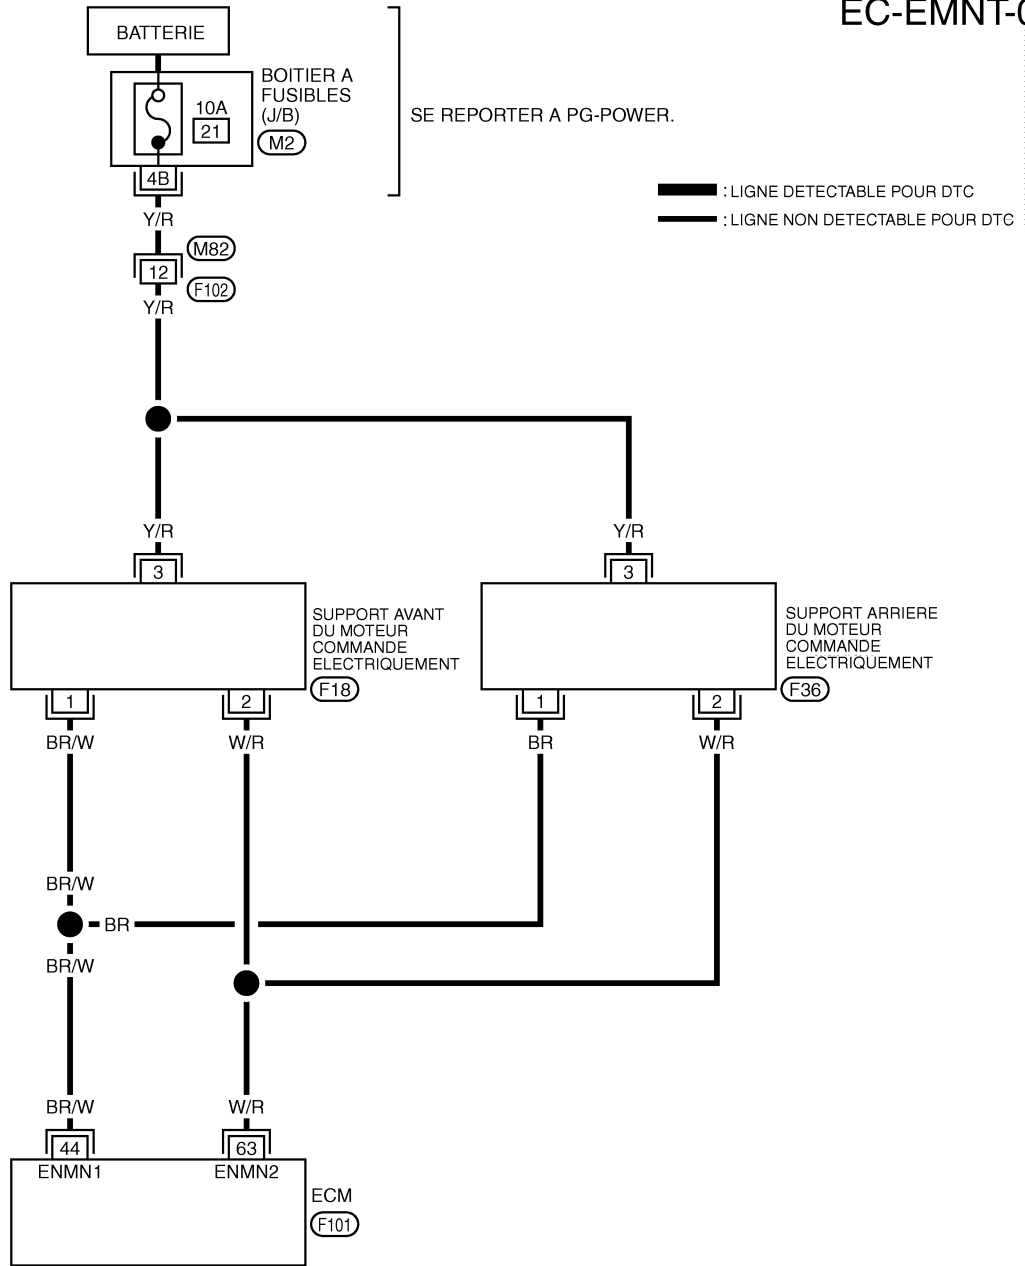 EC-EMNT-0
BATTERIE
BOITIER A
FUSIBLES
(J/B)
M2
10A
21
SE REPORTER A PG-POWER.
4B
: LIGNE DETECTABLE POUR DTC
: LIGNE NON DETECTABLE POUR DTC
Y/R
M82
12
F102
Y/R
Y/R
Y/R
3
3
SUPPORT AVANT
DU MOTEUR
COMMANDE
ELECTRIQUEMENT
F18
SUPPORT ARRIERE
DU MOTEUR
COMMANDE
ELECTRIQUEMENT
F36
1
2
1
2
BR/W
W/R
BR
W/R
BR/W
BR
BR/W
BR/W
W/R
44
63
ENMN1
ENMN2
ECM
F101